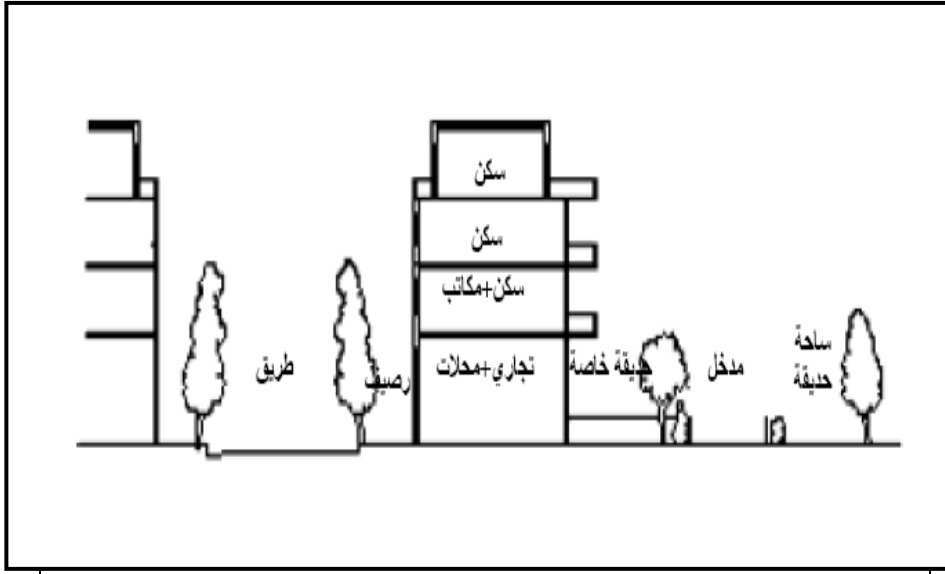 سكن
سكن
سكن+مكاتب
ساحة
حديقة
مدخل
حديقة خاصة
تجاري+محلات
رصيف
طريق